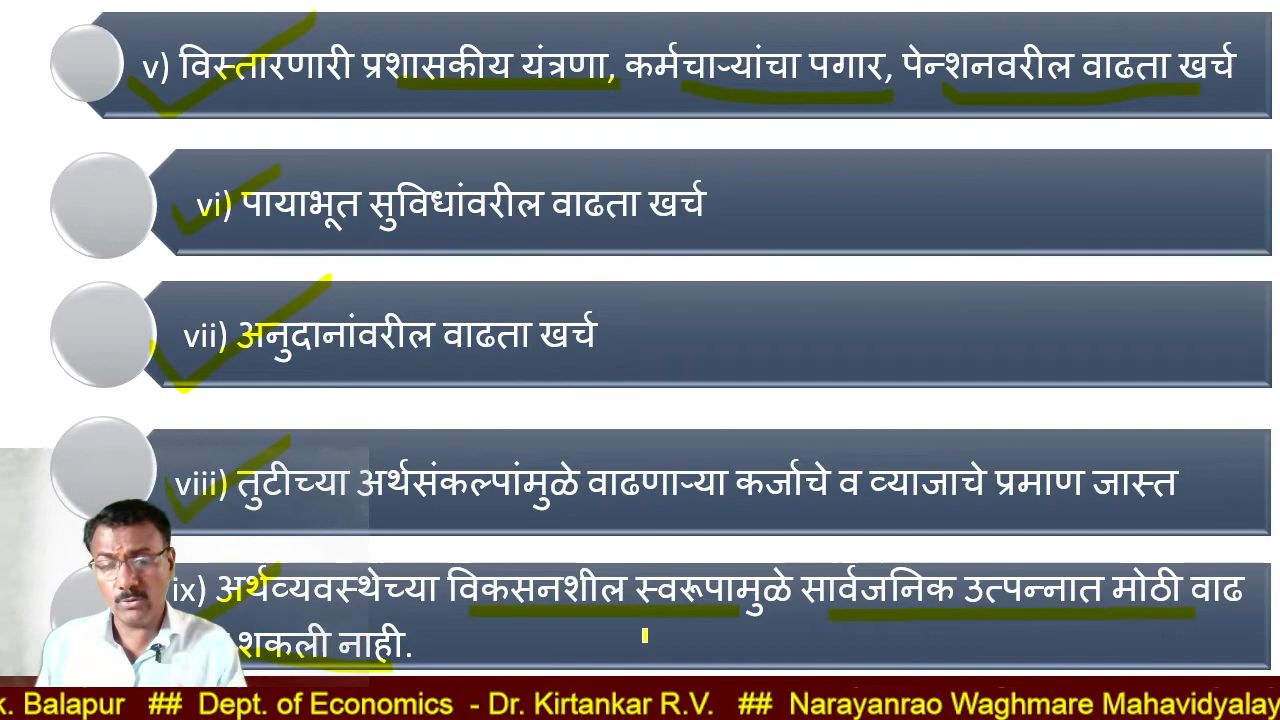 v) विस्तारणारी प्रशासकीय यंत्रणा, कर्मचाऱ्यांचा पगार, पेन्शनवरील वाढता खर्च
vi) पायाभूत सुविधांवरील वाढता खर्च
vii) अनुदानांवरील वाढता खर्च
viii) तुटीच्या अर्थसंकल्पांमुळे वाढणाऱ्या कर्जाचे व व्याजाचे प्रमाण जास्त
ix) अर्थव्यवस्थेच्या विकसनशील स्वरूपामुळे सार्वजनिक उत्पन्नात मोठी वाढ
शकली नाही.
k. Balapur ## Dept. of Economics - Dr. Kirtankar R.V. ## Narayanrao Waghmare Mahavidyalay